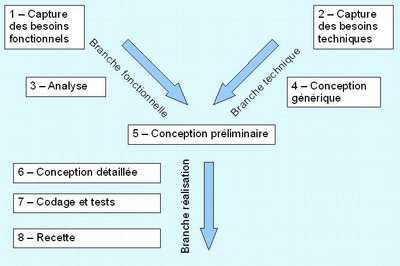 1 – Capture
des besoins
fonctionnels
2 – Capture
des besoins
techniques
Branche fonctionnelle
Branche technique
3 – Analyse
4 – Conception
générique
5 – Conception préliminaire
6 – Conception détaillée
7 – Codage et tests
8 – Recette
Branche réalisation